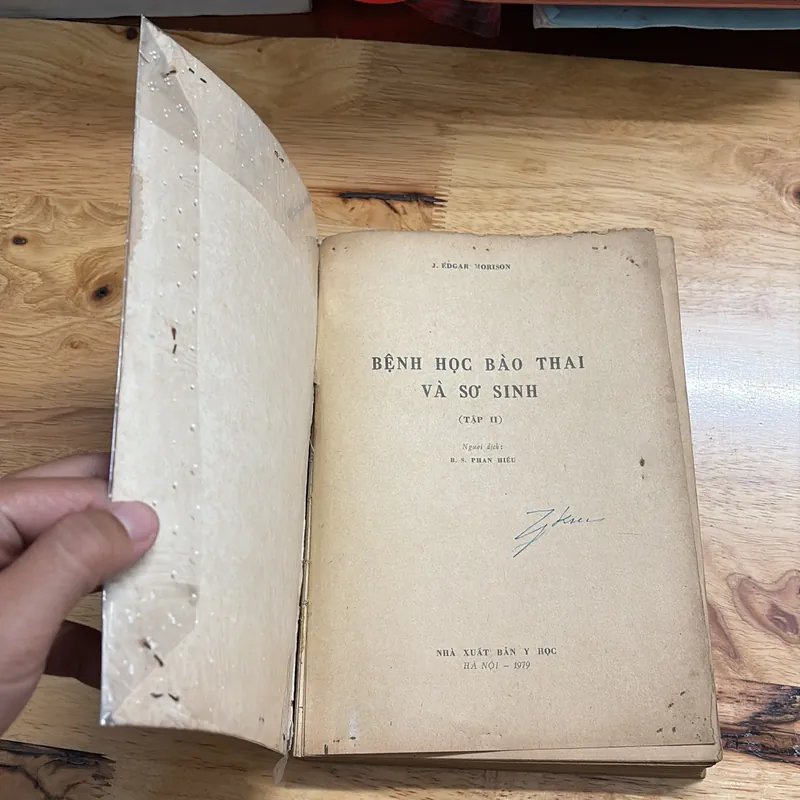 J. EDGAR MORISON
BỆNH HỌC BÀO THAI
VÀ SƠ SINH
(TẬP II)
Người dịch:
B. S. PHAN HIẾU
NHÀ XUẤT BẢN Y HỌC
HÀ NỘI – 1979